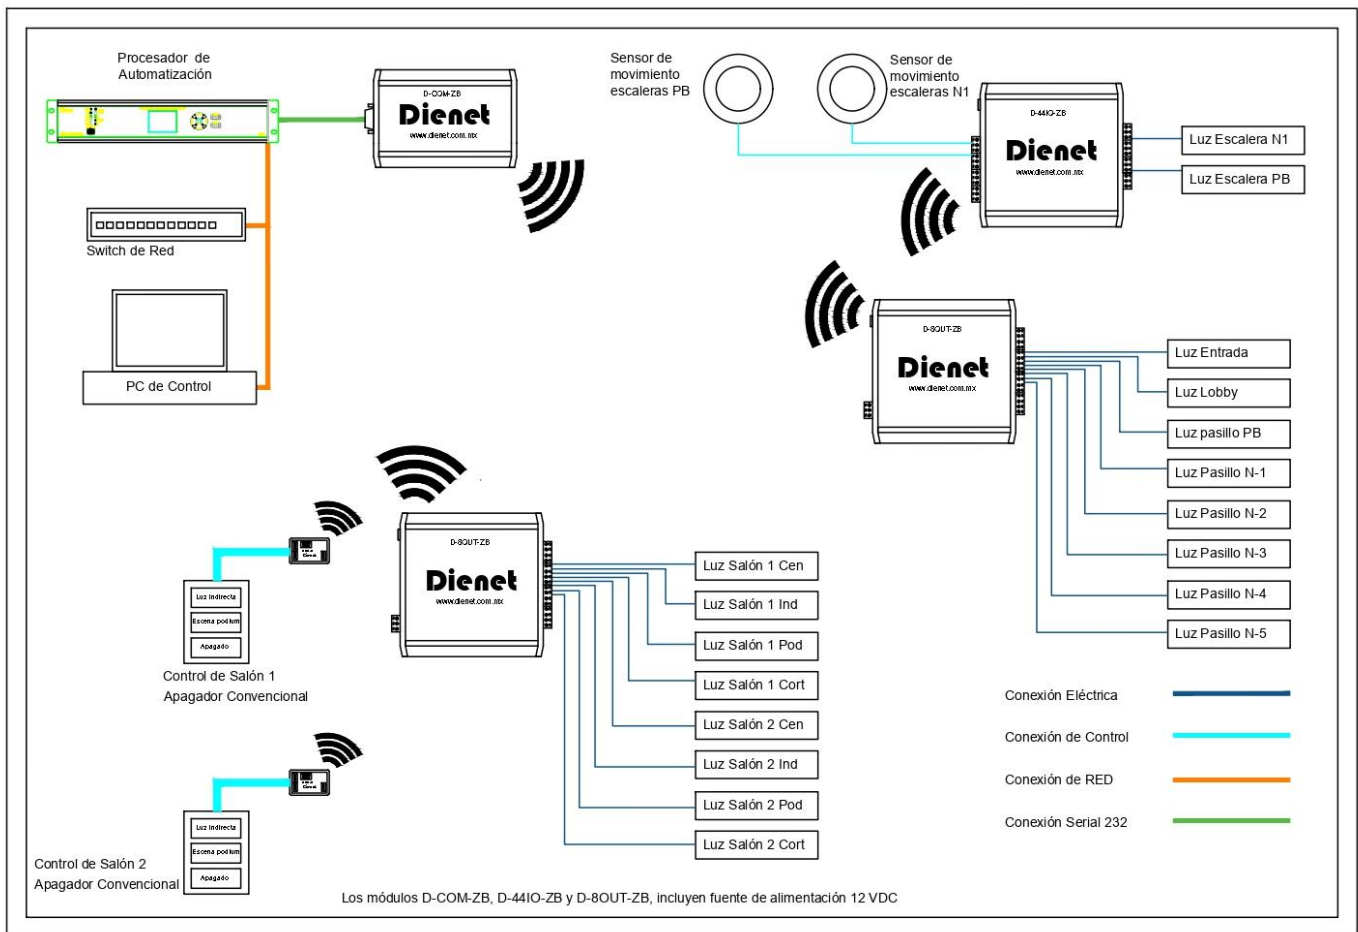 Procesador de
Automatización
D-COM-ZB
Dienet
www.dienet.com.mx
Switch de Red
PC de Control
Sensor de
movimiento
escaleras PB
Sensor de
movimiento
escaleras N1
D-44IO-ZB
Dienet
www.dienet.com.mx
Luz Escalera N1
Luz Escalera PB
D-8OUT-ZB
Dienet
www.dienet.com.mx
Luz Entrada
Luz Lobby
Luz pasillo PB
Luz Pasillo N-1
Luz Pasillo N-2
Luz Pasillo N-3
Luz Pasillo N-4
Luz Pasillo N-5
D-8OUT-ZB
Dienet
www.dienet.com.mx
Luz Salón 1 Cen
Luz Salón 1 Ind
Luz Salón 1 Pod
Luz Salón 1 Cort
Luz Salón 2 Cen
Luz Salón 2 Ind
Luz Salón 2 Pod
Luz Salón 2 Cort
Luz Indirecta
Escena podium
Apagado
Control de Salón 1
Apagador Convencional
Luz Indirecta
Escena podium
Apagado
Control de Salón 2
Apagador Convencional
Conexión Eléctrica
Conexión de Control
Conexión de RED
Conexión Serial 232
Los módulos D-COM-ZB, D-44IO-ZB y D-8OUT-ZB, incluyen fuente de alimentación 12 VDC